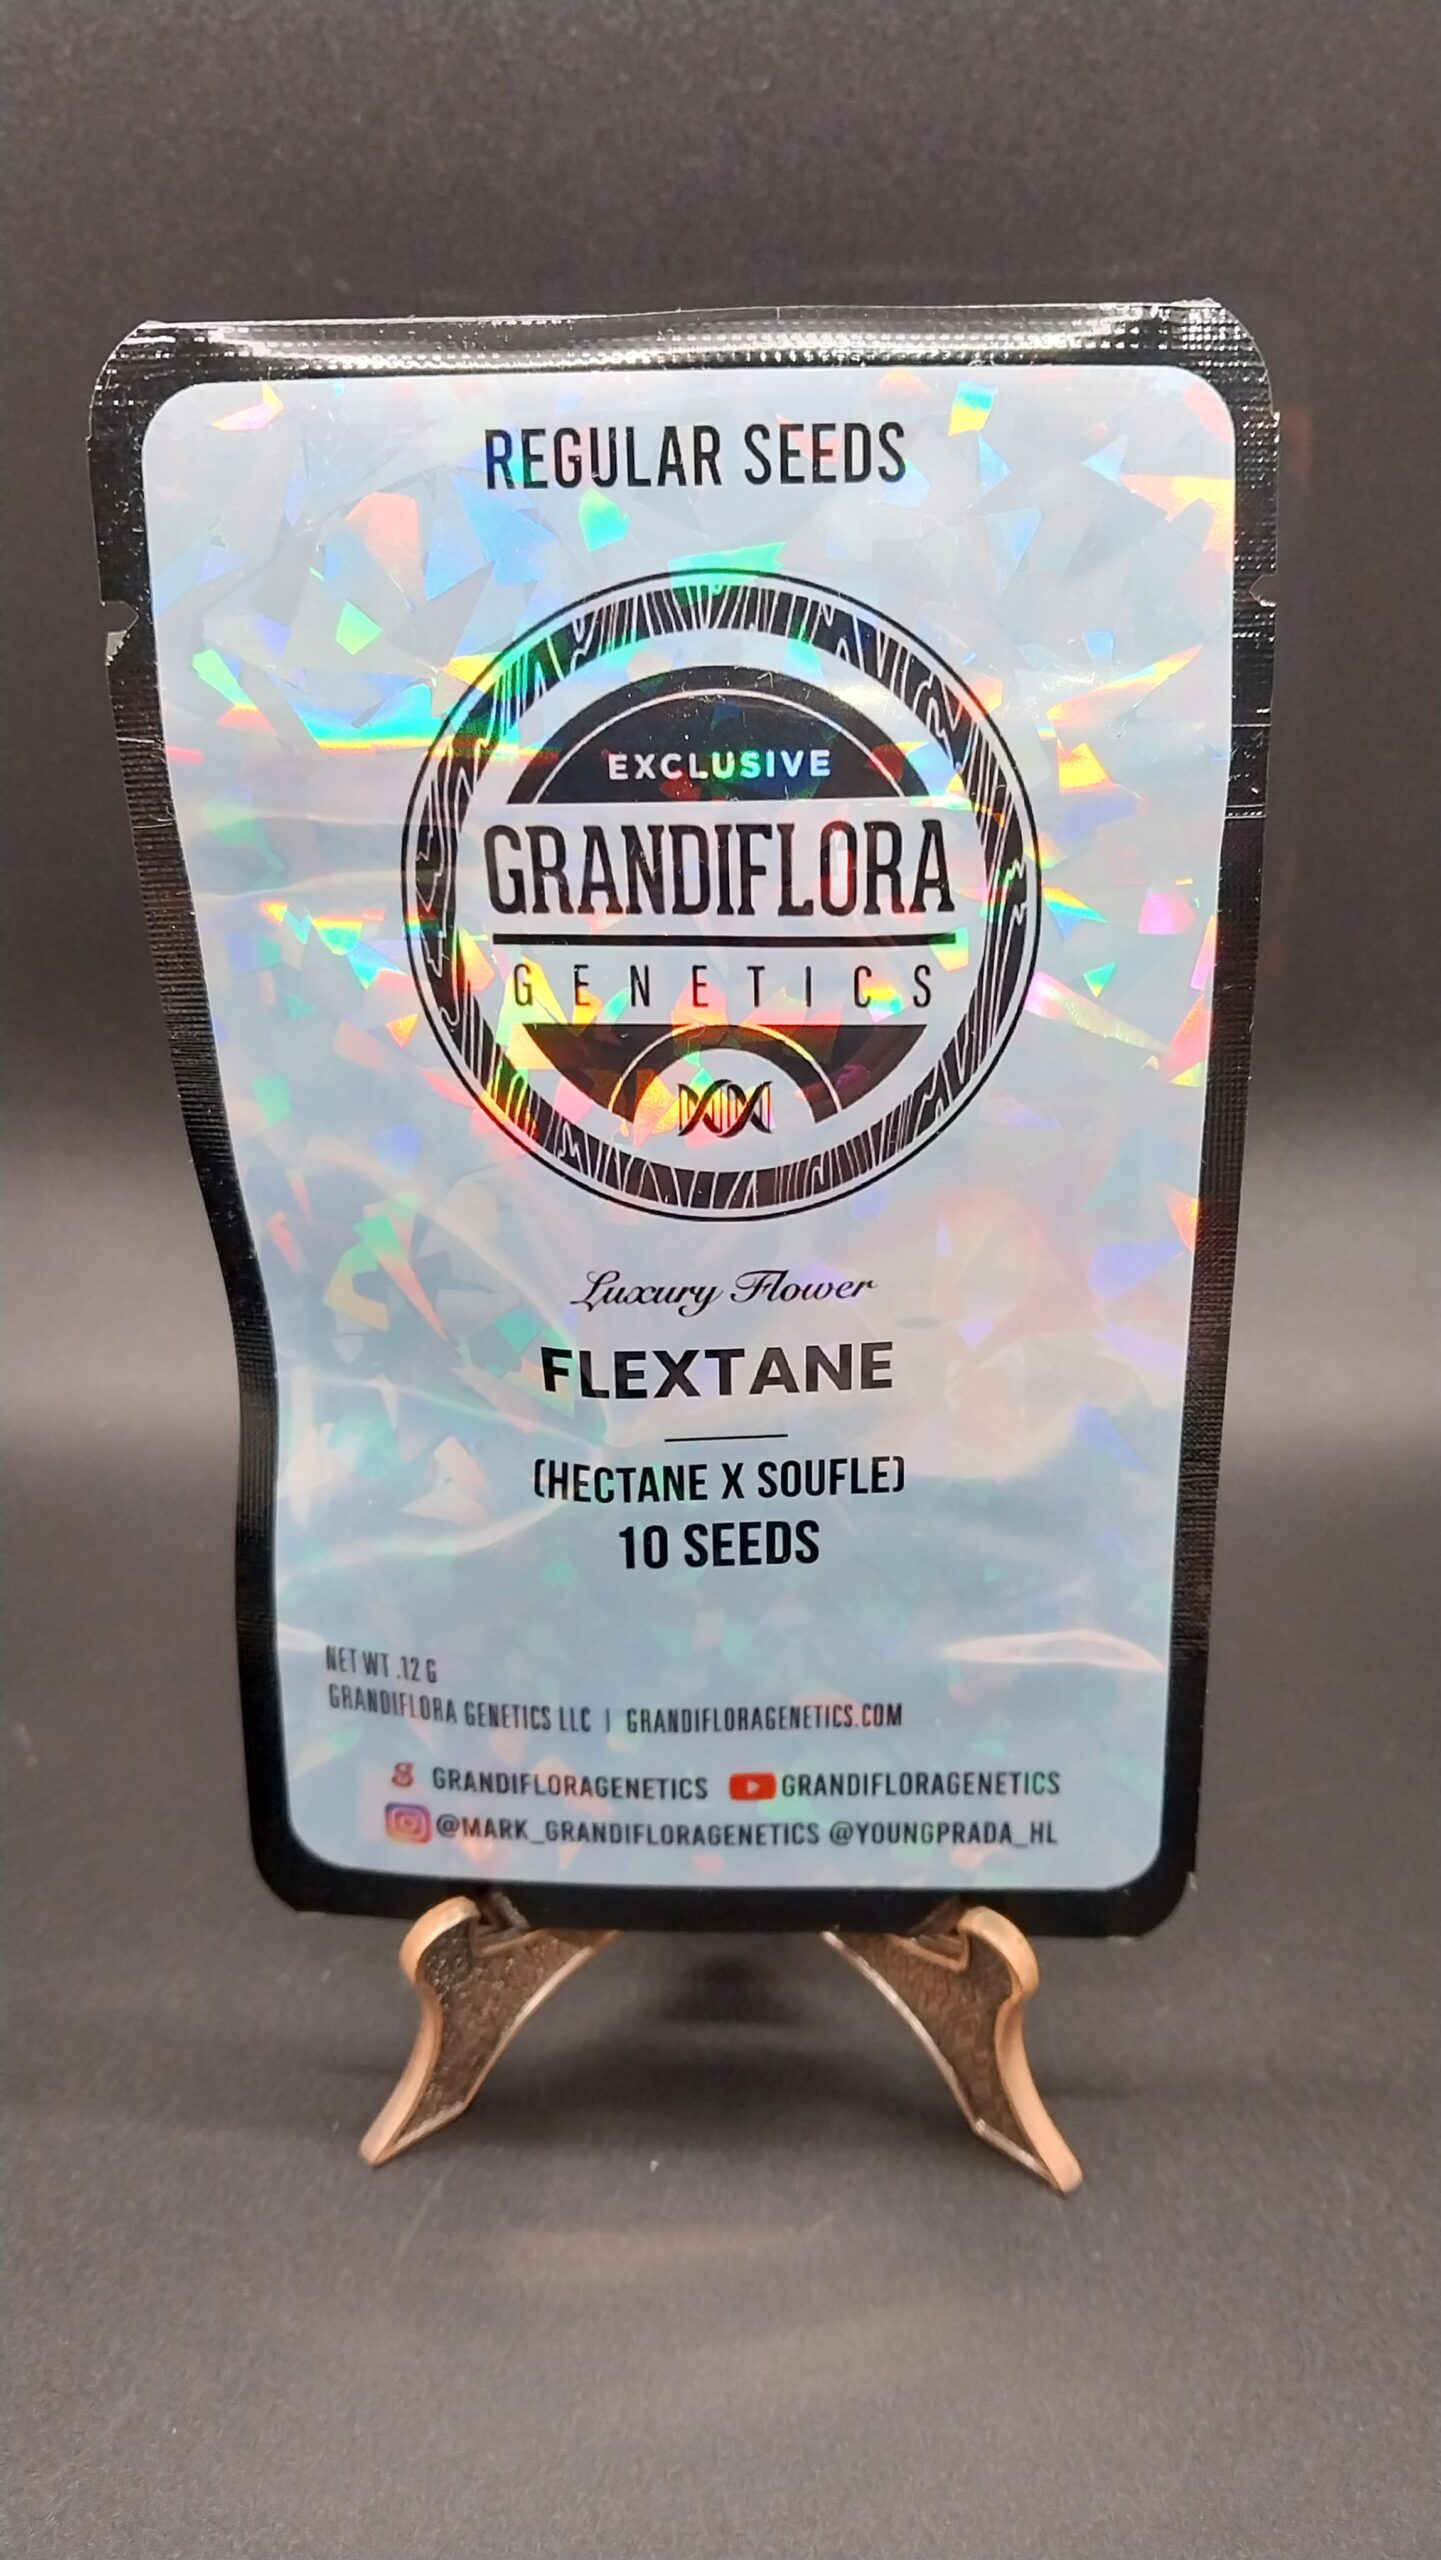 REGULAR SEEDS
EXCLUSIVE
GRANDIFLORA
GENETICS
Luxury Flower
FLEXTANE
(HECTANE X SOUFLE)
10 SEEDS
NET WT .12 G
GRANDIFLORA GENETICS LLC | GRANDIFLORAGENETICS.COM
GRANDIFLORAGENETICS GRANDIFLORAGENETICS
@MARK_GRANDIFLORAGENETICS @YOUNGPRADA_HL